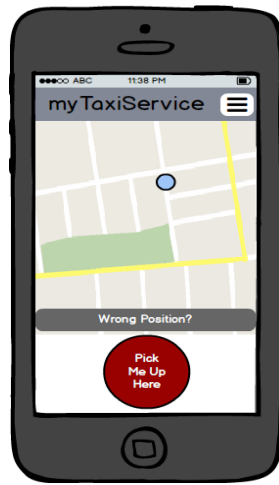 ABC 11:38 PM
myTaxiService
Wrong Position?
Pick
Me Up
Here